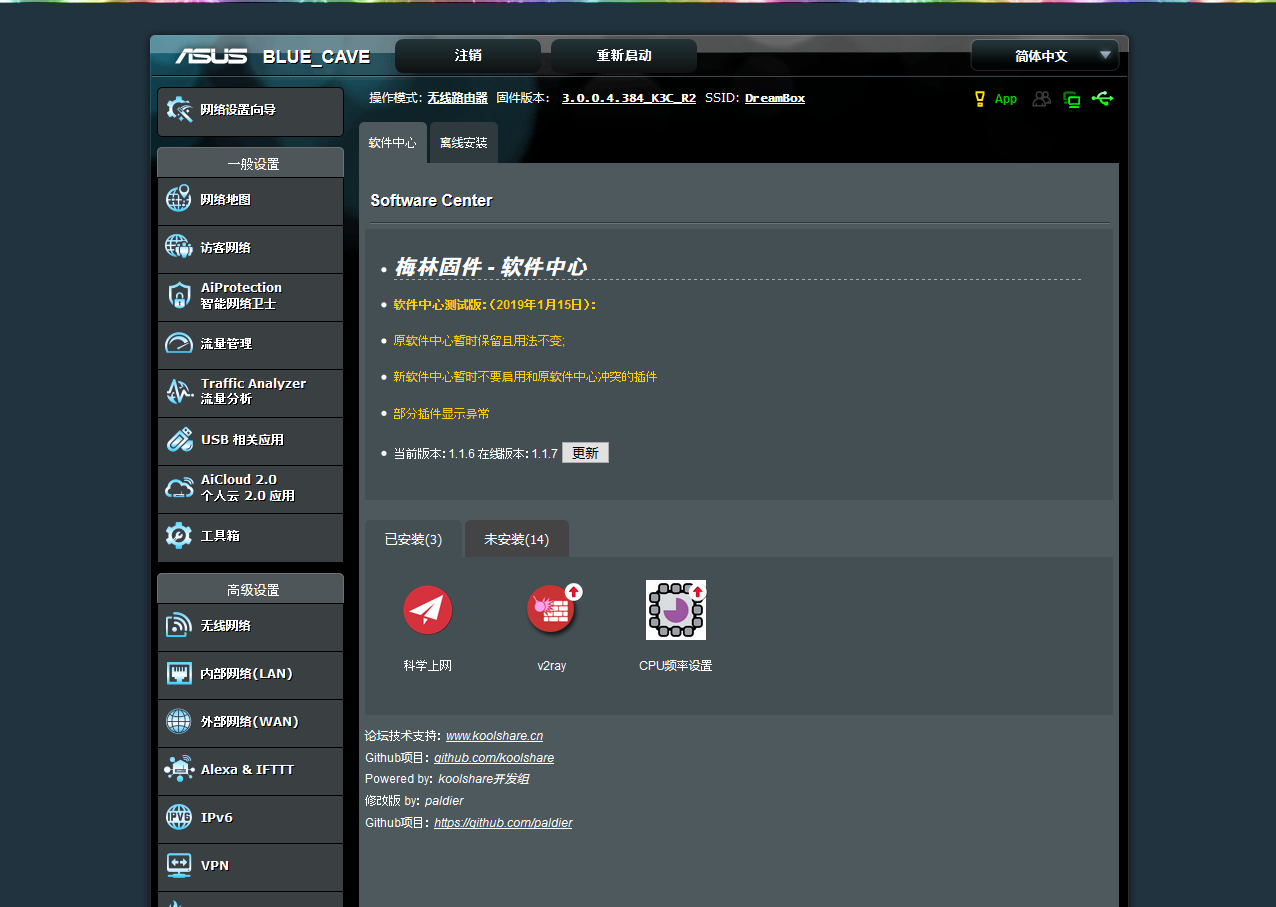 ASUS BLUE_CAVE 注销 重新启动 简体中文
操作模式: 无线路由器 固件版本: 3.0.0.4.384_K3C_R2 SSID: DreamBox App
网络设置向导
一般设置
网络地图
访客网络
AiProtection
智能网络卫士
流量管理
Traffic Analyzer
流量分析
USB 相关应用
AiCloud 2.0
个人云 2.0 应用
工具箱
高级设置
无线网络
内部网络(LAN)
外部网络(WAN)
Alexa & IFTTT
IPv6
VPN
软件中心 离线安装
Software Center
梅林固件 - 软件中心
软件中心测试版:（2019年1月15日）:
原软件中心暂时保留且用法不变;
新软件中心暂时不要启用和原软件中心冲突的插件
部分插件显示异常
当前版本: 1.1.6 在线版本: 1.1.7 更新
已安装(3) 未安装(14)
科学上网 v2ray CPU频率设置
论坛技术支持: www.koolshare.cn
Github项目: github.com/koolshare
Powered by: koolshare开发组
修改版 by: paldier
Github项目: https://github.com/paldier